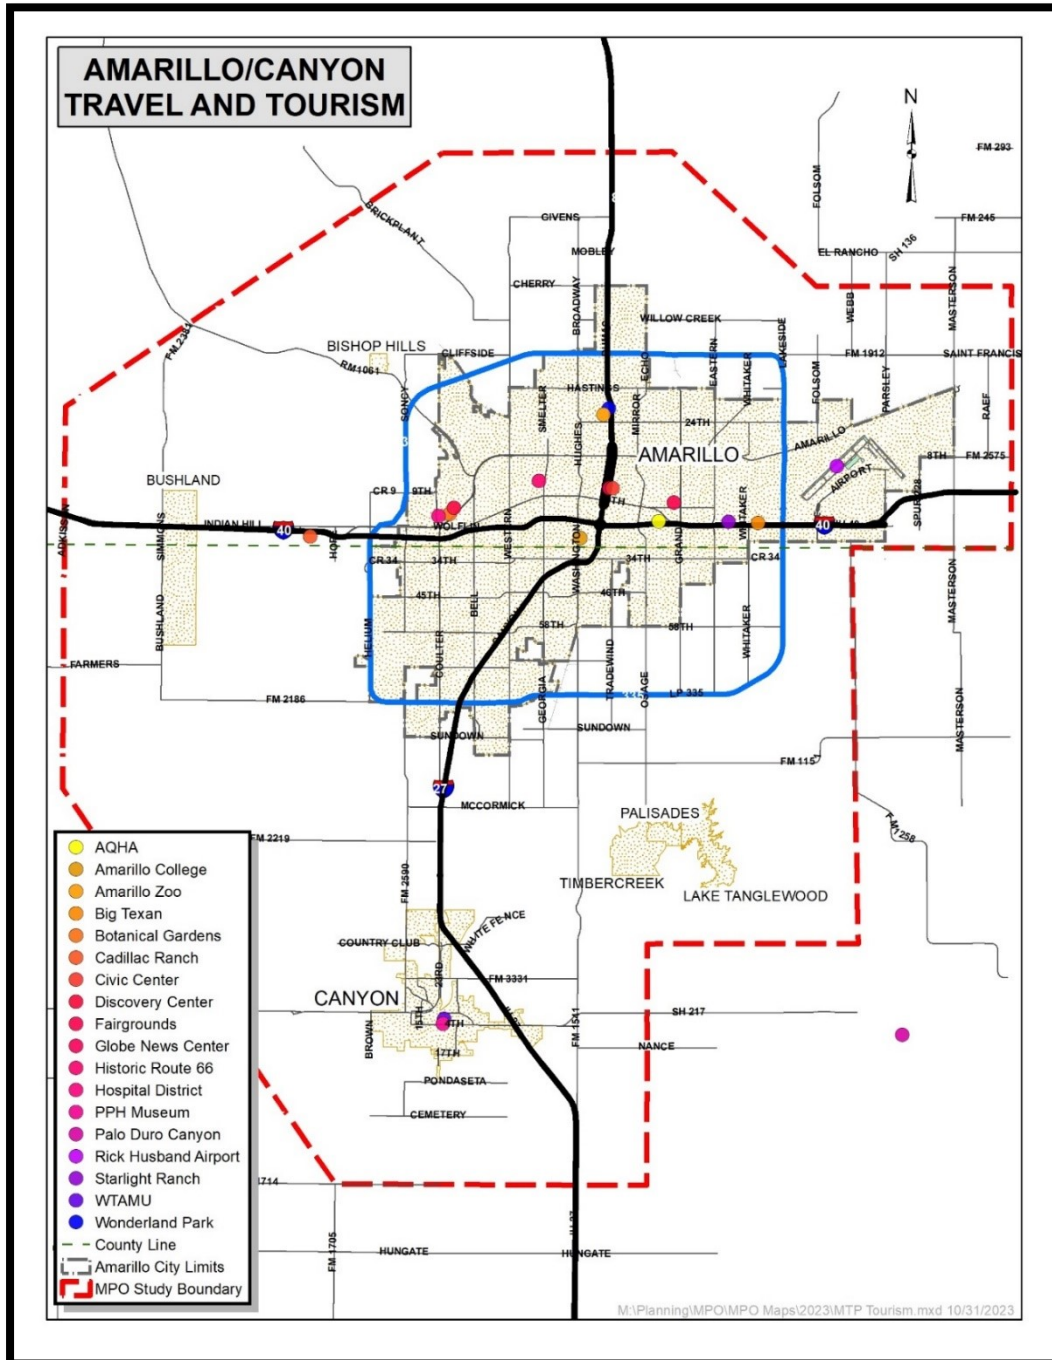 AMARILLO/CANYON
TRAVEL AND TOURISM
N
FM 293
FOLSOM
BRICKPLANT
GIVENS
FM 245
MOBLEY
EL RANCHO
SH 136
CHERRY
BROADWAY
WEBB
MASTERSON
WILLOW CREEK
LAKESIDE
FM 2381
BISHOP HILLS
CLIFFSIDE
DUMAS
ECHO
EASTERN
FM 1912
SAINT FRANCIS
RM1061
SONCY
SMELTER
HASTINGS
MIRROR
WHITAKER
FOLSOM
PARSLEY
RAEF
24TH
HUGHES
AMARILLO
AMARILLO
BUSHLAND
8TH
FM 2575
AIRPORT
CR 9
9TH
SPUR 228
ADKISSON
SIMMONS
INDIAN HILL
40
WOLFLIN
WESTERN
WASHINGTON
GRAND
WHITAKER
40
CR 34
34TH
34TH
CR 34
45TH
BELL
46TH
MASTERSON
BUSHLAND
HELIUM
COULTER
58TH
58TH
WHITAKER
FARMERS
FM 2186
GEORGIA
TRADEWIND
OSAGE
LP 335
335
MASTERSON
SUNDOWN
SUNDOWN
FM 1151
27
MCCORMICK
PALISADES
FM 2219
FM 1258
FM 2590
TIMBERCREEK
LAKE TANGLEWOOD
WHITE FENCE
COUNTRY CLUB
23RD
FM 3331
CANYON
15TH
4TH
SH 217
BROWN
FM 1541
NANCE
17TH
PONDASETA
CEMETERY
1714
FM 1705
HUNGATE
HUNGATE
AQHA
Amarillo College
Amarillo Zoo
Big Texan
Botanical Gardens
Cadillac Ranch
Civic Center
Discovery Center
Fairgrounds
Globe News Center
Historic Route 66
Hospital District
PPH Museum
Palo Duro Canyon
Rick Husband Airport
Starlight Ranch
WTAMU
Wonderland Park
County Line
Amarillo City Limits
MPO Study Boundary
M:\Planning\MPO\MPO Maps\2023\MTP Tourism.mxd 10/31/2023